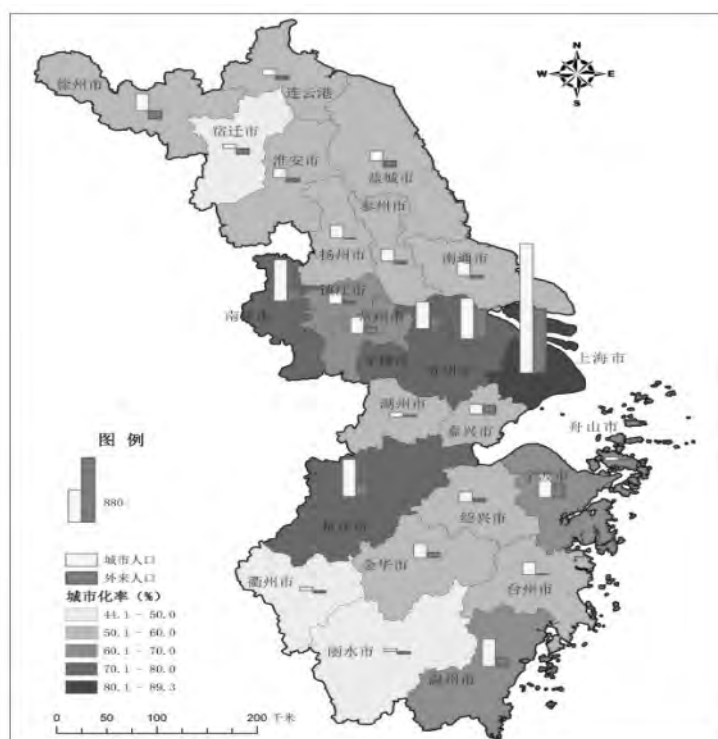 N
W E
S
徐州市
连云港
宿迁市
淮安市
盐城市
泰州市
扬州市
南通市
镇江市
常州市
上海市
湖州市
嘉兴市
舟山市
图 例
880
绍兴市
城市人口
外来人口
金华市
衢州市
台州市
城市化率（%）
44.1 - 50.0
50.1 - 60.0
60.1 - 70.0
70.1 - 80.0
80.1 - 89.3
丽水市
温州市
0 50 100 200 千米